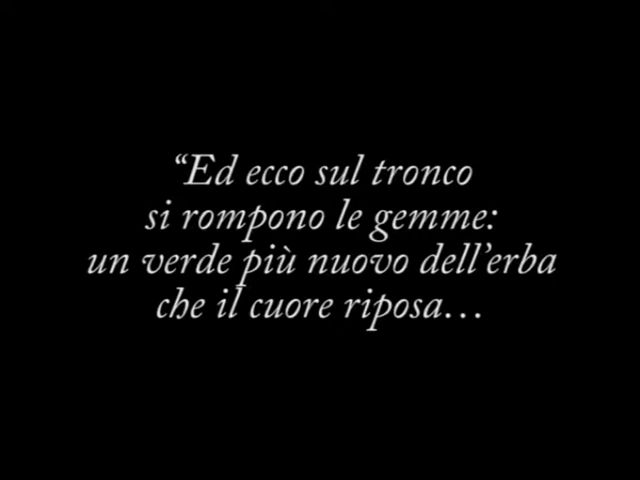 “Ed ecco sul tronco
si rompono le gemme:
un verde più nuovo dell’erba
che il cuore riposa…